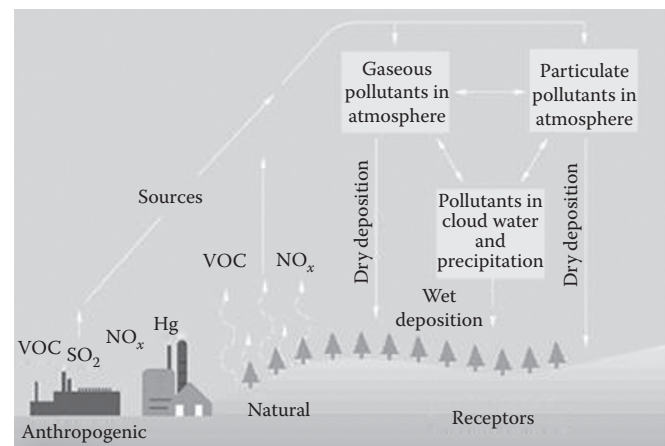 Gaseous
pollutants in
atmosphere
Particulate
pollutants in
atmosphere
Sources
Dry deposition
Dry deposition
Pollutants in
cloud water
and
precipitation
VOC
NOx
Wet
deposition
VOC
SO2
NOx
Hg
Anthropogenic
Natural
Receptors